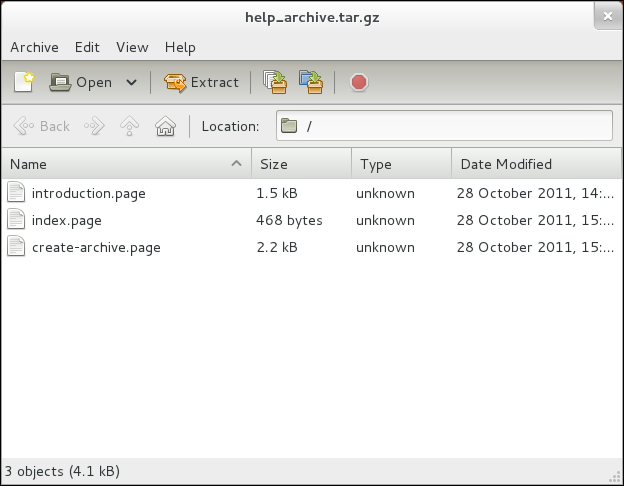 help_archive.tar.gz
Archive Edit View Help
Open Extract
Back Location: /
Name Size Type Date Modified
introduction.page 1.5 kB unknown 28 October 2011, 14:...
index.page 468 bytes unknown 28 October 2011, 15:...
create-archive.page 2.2 kB unknown 28 October 2011, 15:...
3 objects (4.1 kB)